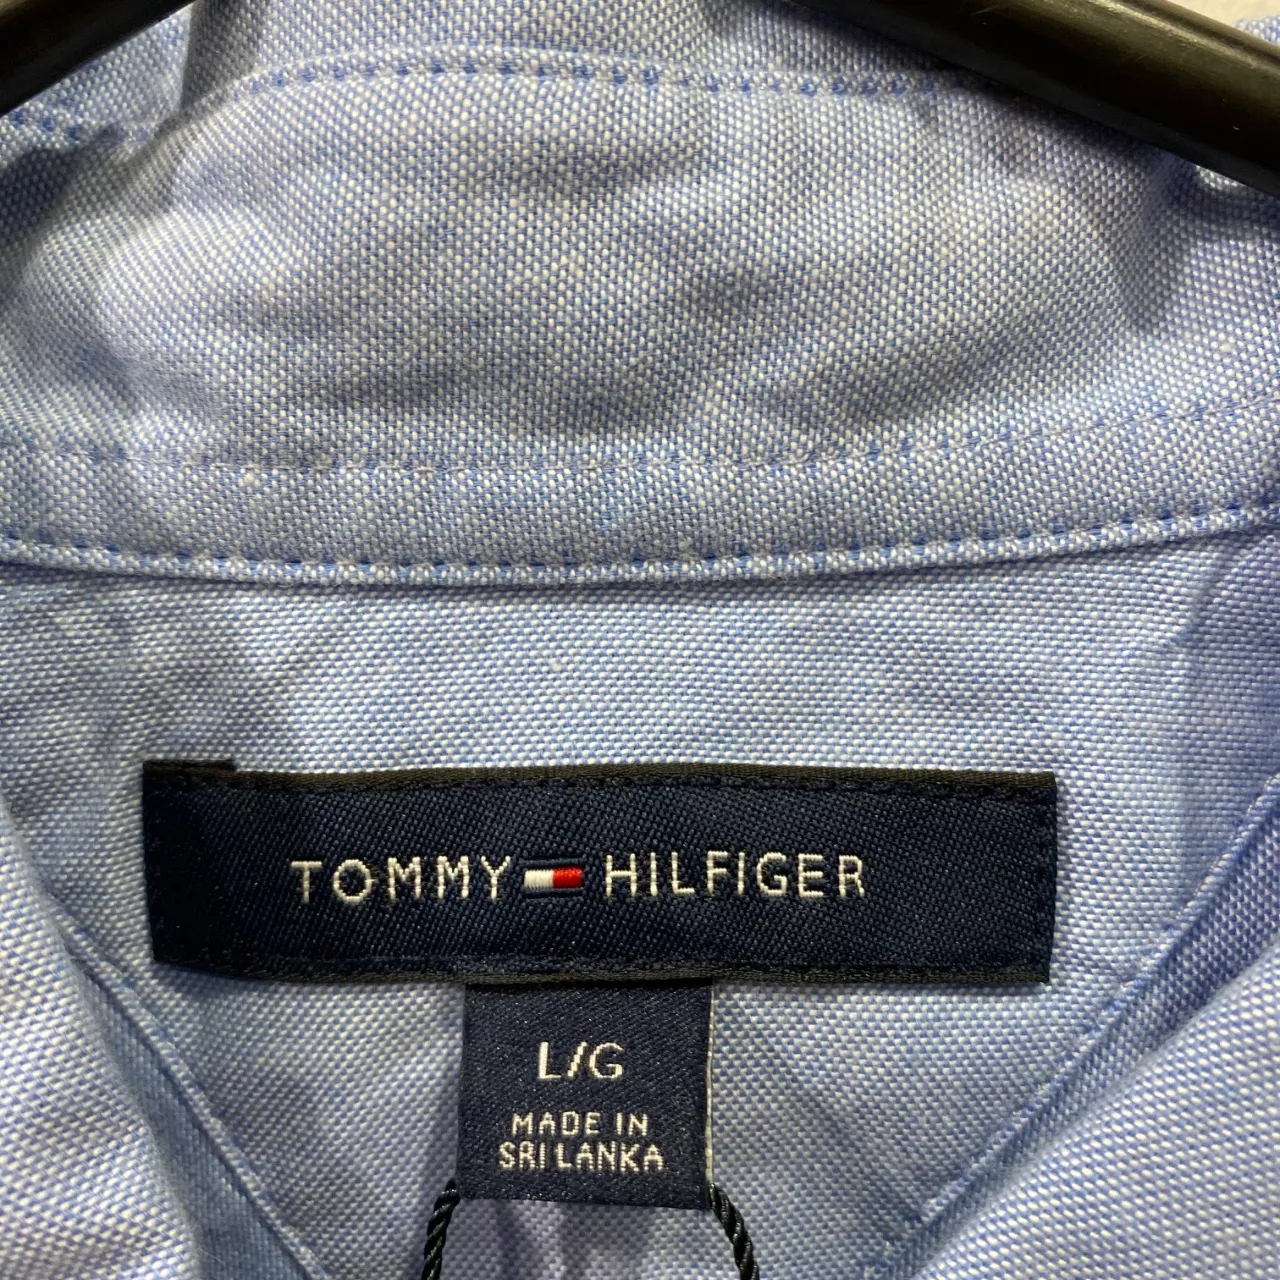 TOMMY HILFIGER
L/G
MADE IN
SRI LANKA